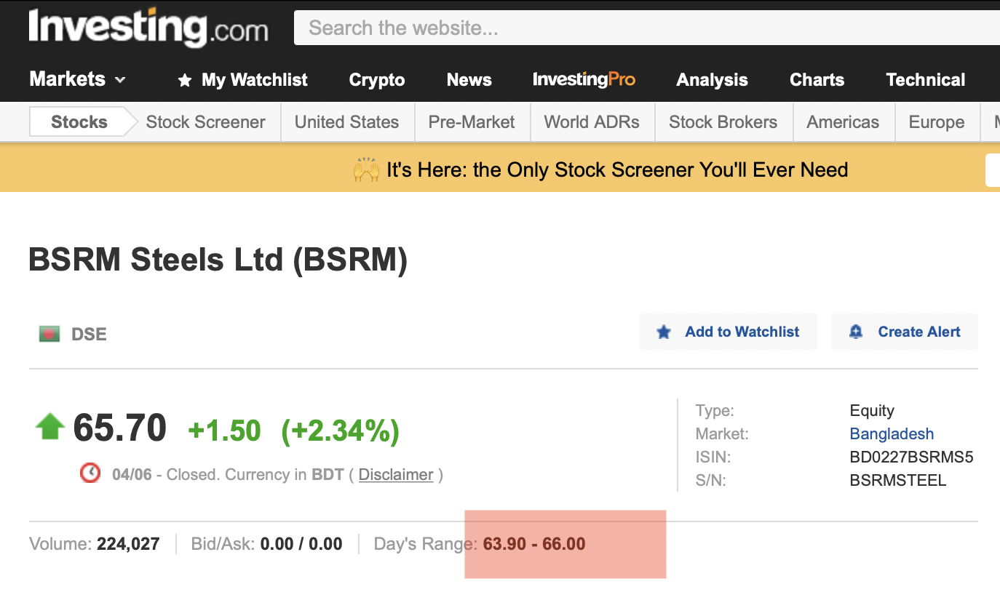 Investing.com
Search the website...
Markets My Watchlist Crypto News InvestingPro Analysis Charts Technical
Stocks Stock Screener United States Pre-Market World ADRs Stock Brokers Americas Europe
🙌 It's Here: the Only Stock Screener You'll Ever Need
BSRM Steels Ltd (BSRM)
DSE
Add to Watchlist
Create Alert
65.70 +1.50 (+2.34%)
04/06 - Closed. Currency in BDT ( Disclaimer )
Type: Equity
Market: Bangladesh
ISIN: BD0227BSRMS5
S/N: BSRMSTEEL
Volume: 224,027 Bid/Ask: 0.00 / 0.00 Day's Range: 63.90 - 66.00